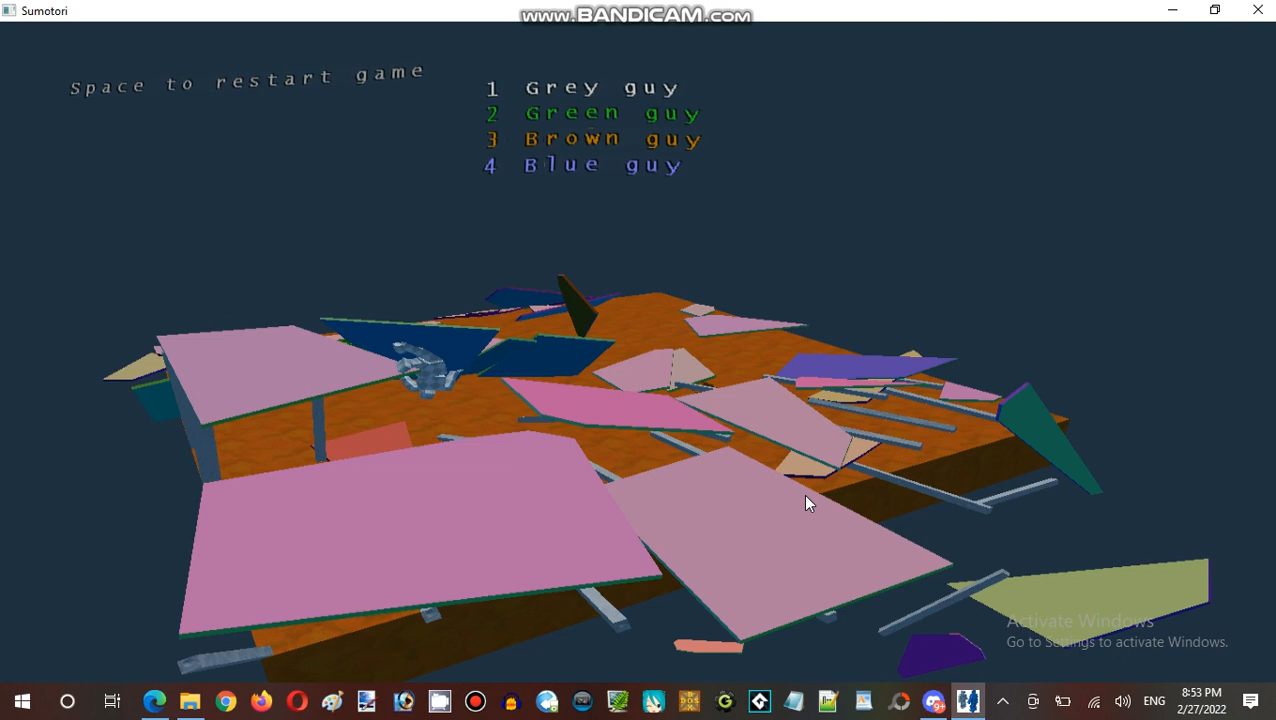 Sumotori
www.BANDICAM.com
Space to restart game
1 Grey guy
2 Green guy
3 Brown guy
4 Blue guy
Activate Windows
Go to Settings to activate Windows.
DOS
ENG
8:53 PM
2/27/2022